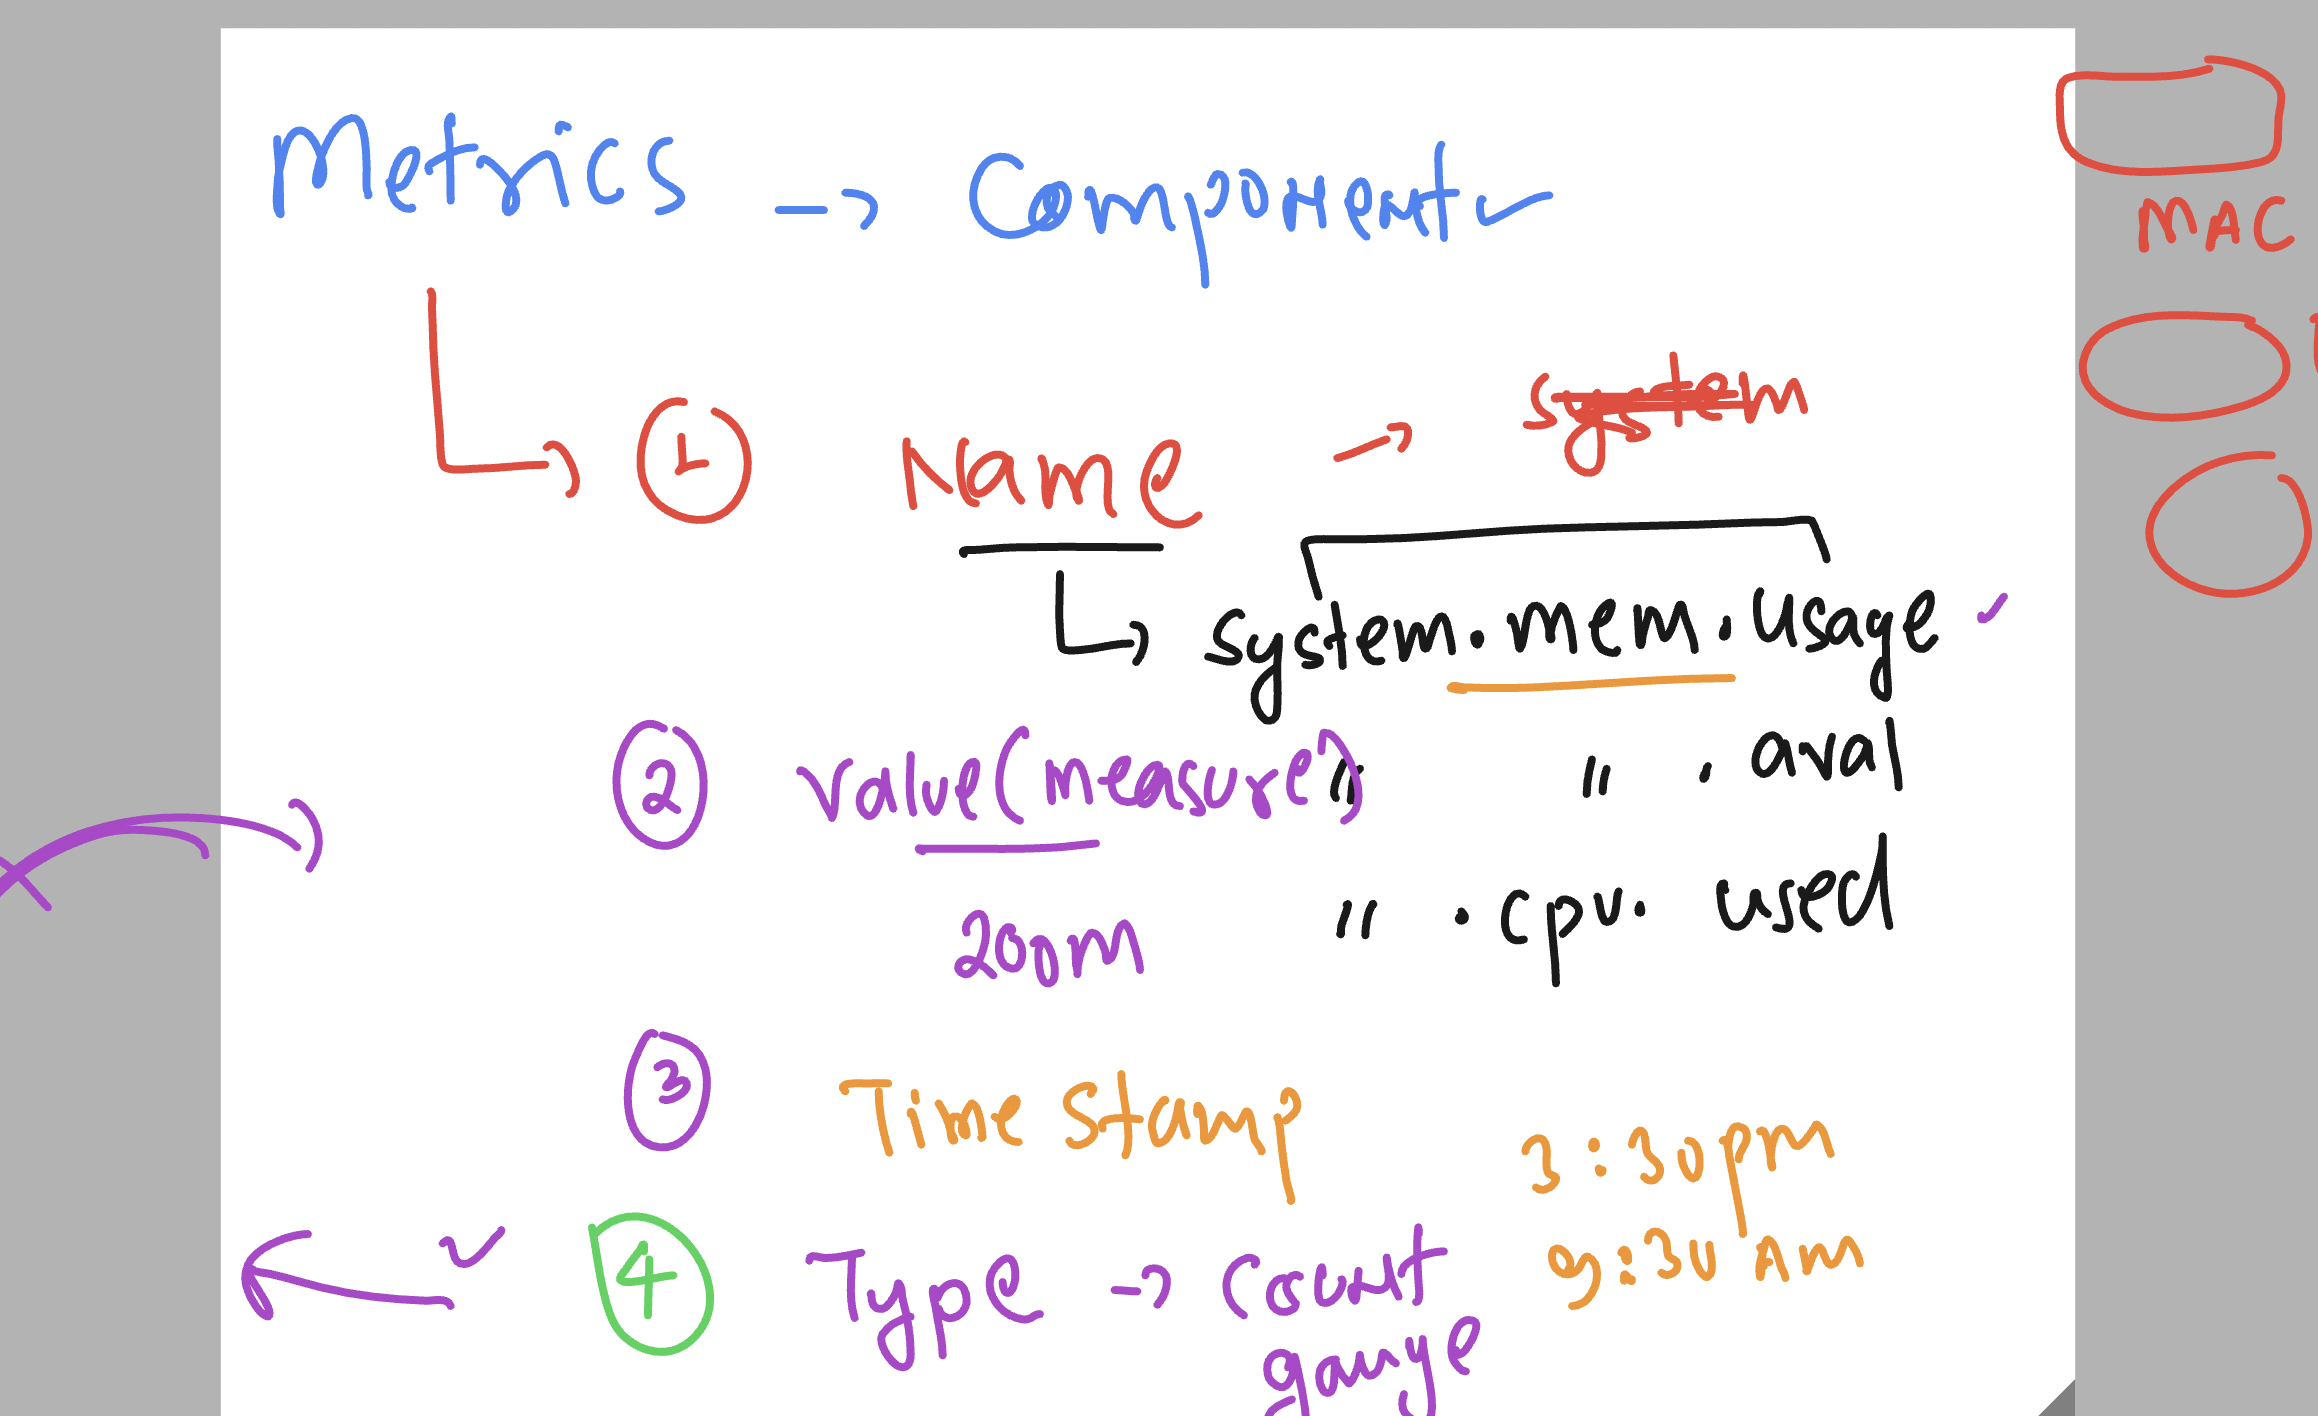 Metrics → Component ✓
MAC
① Name → system
↳ system.mem.usage ✓
② value(measure) " " . aval
200m " . cpu. used
③ Time Stamp 3:30pm
9:30 Am
④ Type → Count
gauge